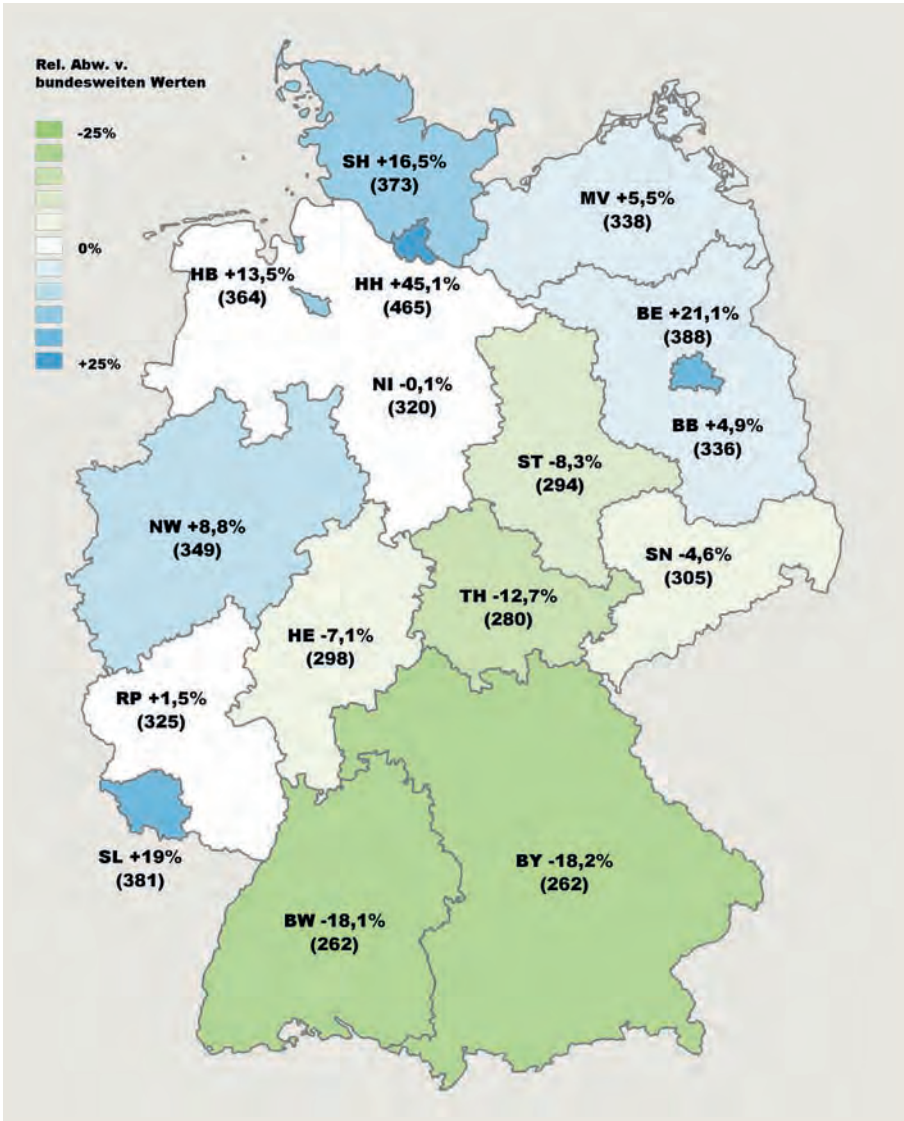 Rel. Abw. v.
bundesweiten Werten
-25%
0%
+25%
SH +16,5%
(373)
MV +5,5%
(338)
HB +13,5%
(364)
HH +45,1%
(465)
BE +21,1%
(388)
NI -0,1%
(320)
BB +4,9%
(336)
ST -8,3%
(294)
NW +8,8%
(349)
SN -4,6%
(305)
TH -12,7%
(280)
HE -7,1%
(298)
RP +1,5%
(325)
SL +19%
(381)
BY -18,2%
(262)
BW -18,1%
(262)